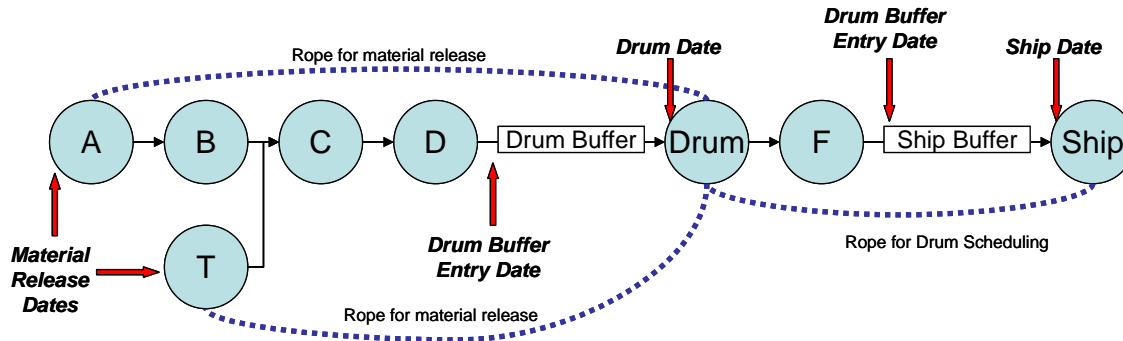 Drum Date
Drum Buffer
Entry Date
Ship Date
Rope for material release
A
B
C
D
Drum Buffer
Drum
F
Ship Buffer
Ship
Material
Release
Dates
T
Drum Buffer
Entry Date
Rope for Drum Scheduling
Rope for material release